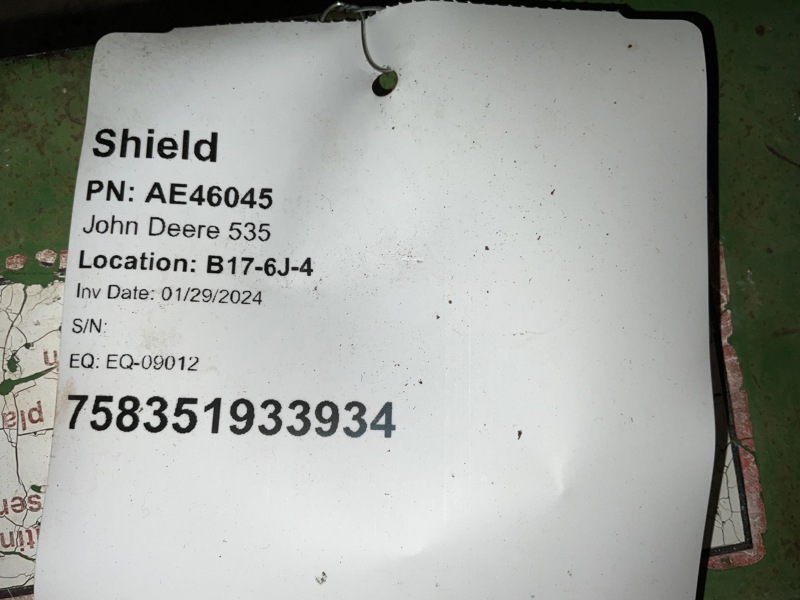 Shield
PN: AE46045
John Deere 535
Location: B17-6J-4
Inv Date: 01/29/2024
S/N:
EQ: EQ-09012
758351933934